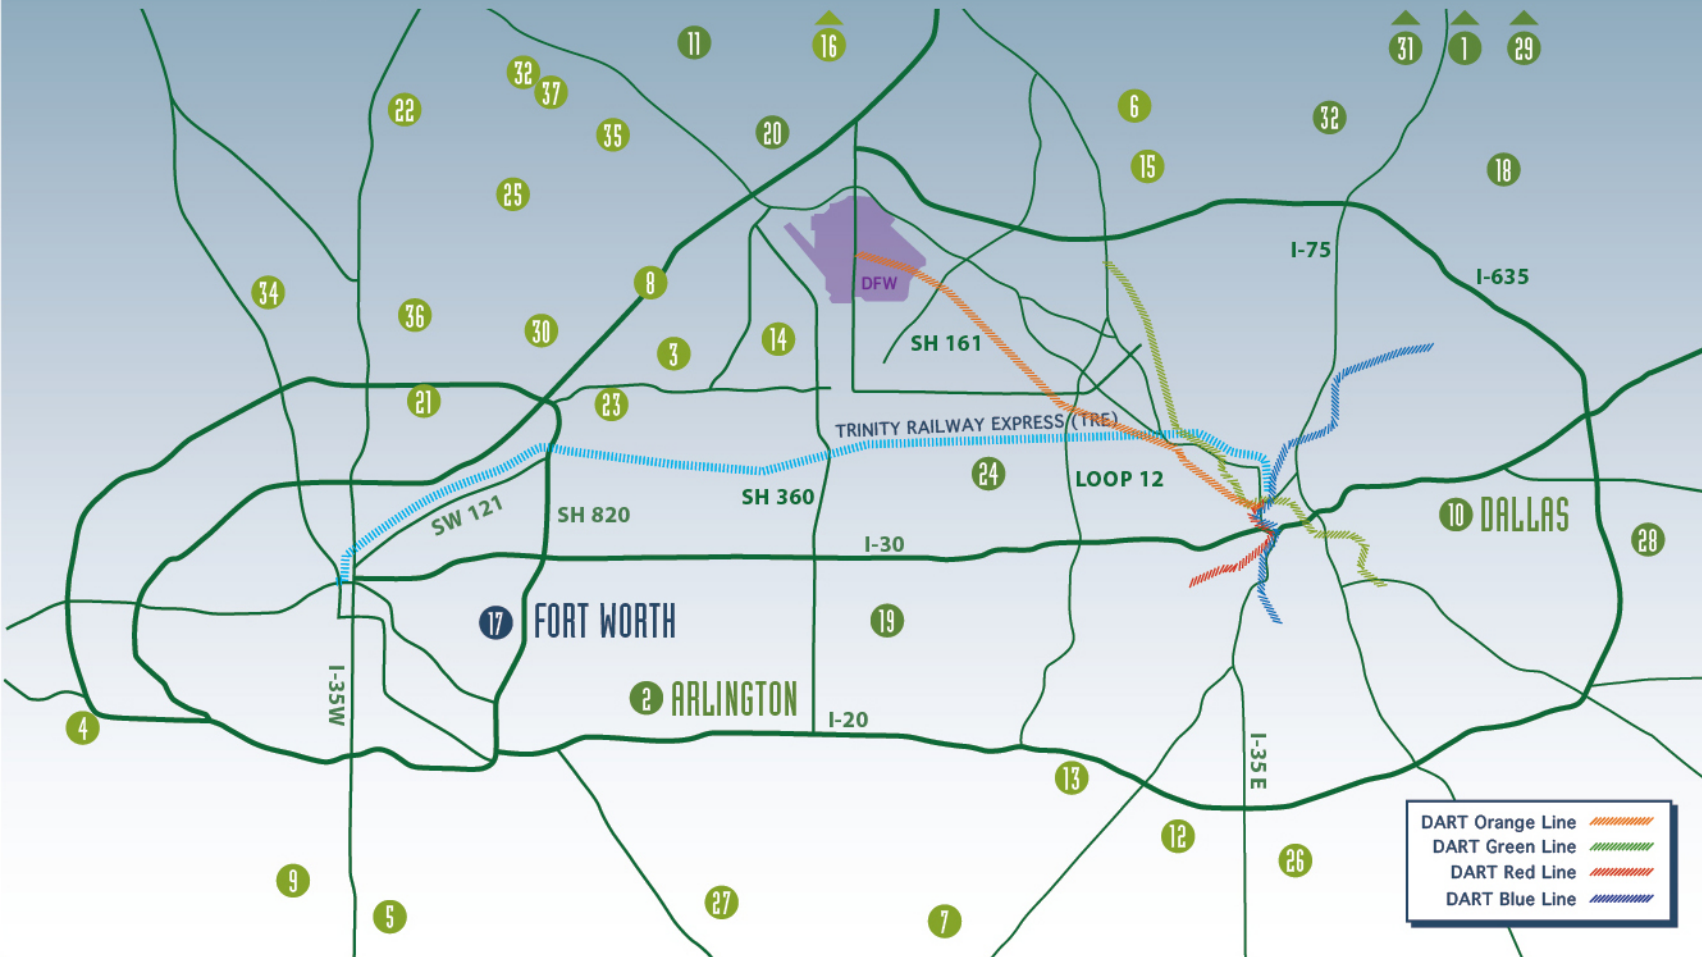 11
16
31
1
29
32
37
22
6
32
35
20
15
18
25
I-75
I-635
8
DFW
34
36
30
3
14
SH 161
21
23
TRINITY RAILWAY EXPRESS (TRE)
24
LOOP 12
SH 360
SW 121
SH 820
10 DALLAS
28
I-30
17 FORT WORTH
19
I-35W
2 ARLINGTON
I-20
4
13
I-35 E
12
26
9
5
27
7
DART Orange Line
DART Green Line
DART Red Line
DART Blue Line